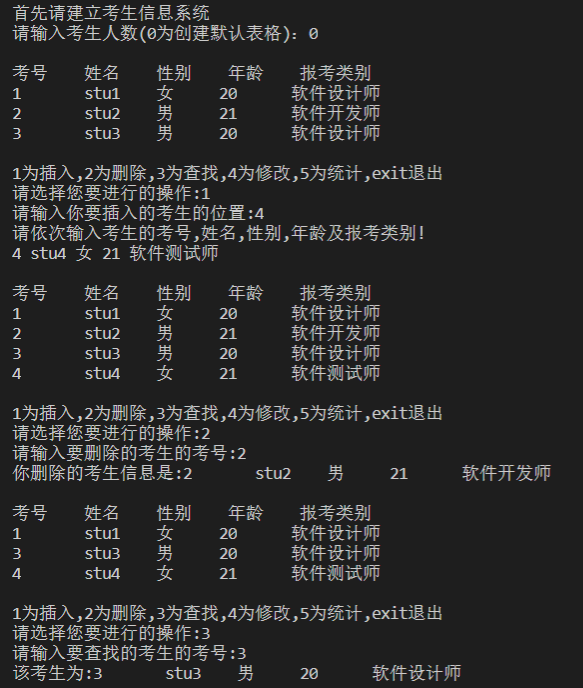 首先请建立考生信息系统
请输入考生人数(0为创建默认表格)：0
考号 姓名 性别 年龄 报考类别
1 stu1 女 20 软件设计师
2 stu2 男 21 软件开发师
3 stu3 男 20 软件设计师
1为插入,2为删除,3为查找,4为修改,5为统计,exit退出
请选择您要进行的操作:1
请输入你要插入的考生的位置:4
请依次输入考生的考号,姓名,性别,年龄及报考类别!
4 stu4 女 21 软件测试师
考号 姓名 性别 年龄 报考类别
1 stu1 女 20 软件设计师
2 stu2 男 21 软件开发师
3 stu3 男 20 软件设计师
4 stu4 女 21 软件测试师
1为插入,2为删除,3为查找,4为修改,5为统计,exit退出
请选择您要进行的操作:2
请输入要删除的考生的考号:2
你删除的考生信息是:2 stu2 男 21 软件开发师
考号 姓名 性别 年龄 报考类别
1 stu1 女 20 软件设计师
3 stu3 男 20 软件设计师
4 stu4 女 21 软件测试师
1为插入,2为删除,3为查找,4为修改,5为统计,exit退出
请选择您要进行的操作:3
请输入要查找的考生的考号:3
该考生为:3 stu3 男 20 软件设计师